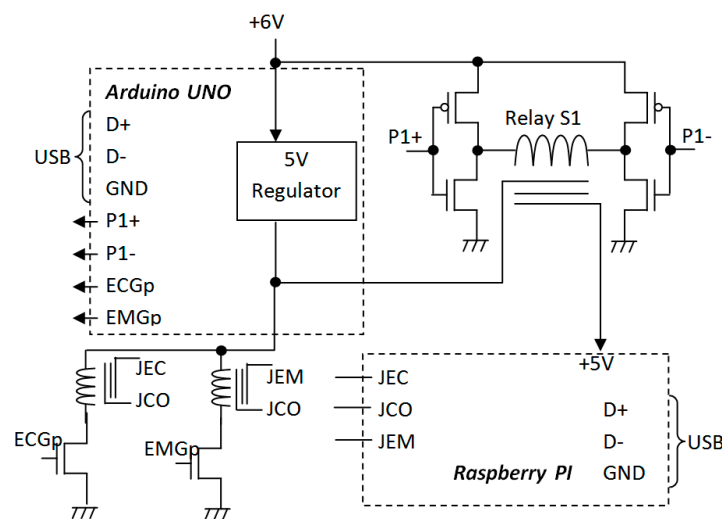 +6V
Arduino UNO
D+
USB
D-
GND
P1+
P1-
ECGp
EMGp
5V
Regulator
Relay S1
P1+
P1-
JEC
JCO
JEM
JCO
ECGp
EMGp
+5V
JEC
JCO
JEM
D+
D-
GND
USB
Raspberry PI